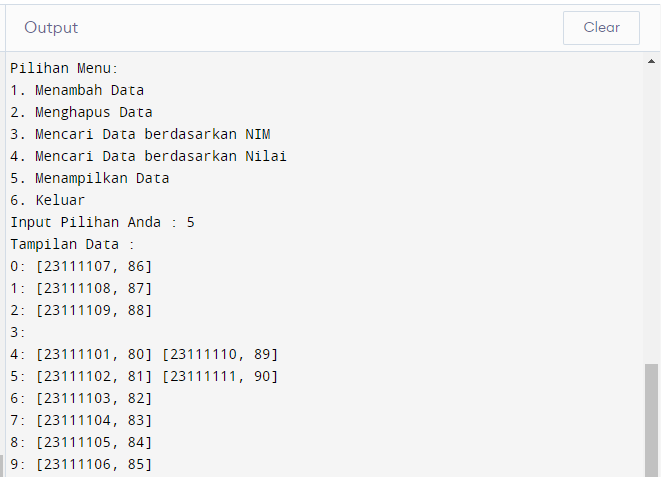 Output
Clear
Pilihan Menu:
1. Menambah Data
2. Menghapus Data
3. Mencari Data berdasarkan NIM
4. Mencari Data berdasarkan Nilai
5. Menampilkan Data
6. Keluar
Input Pilihan Anda : 5
Tampilan Data :
0: [23111107, 86]
1: [23111108, 87]
2: [23111109, 88]
3:
4: [23111101, 80] [23111110, 89]
5: [23111102, 81] [23111111, 90]
6: [23111103, 82]
7: [23111104, 83]
8: [23111105, 84]
9: [23111106, 85]